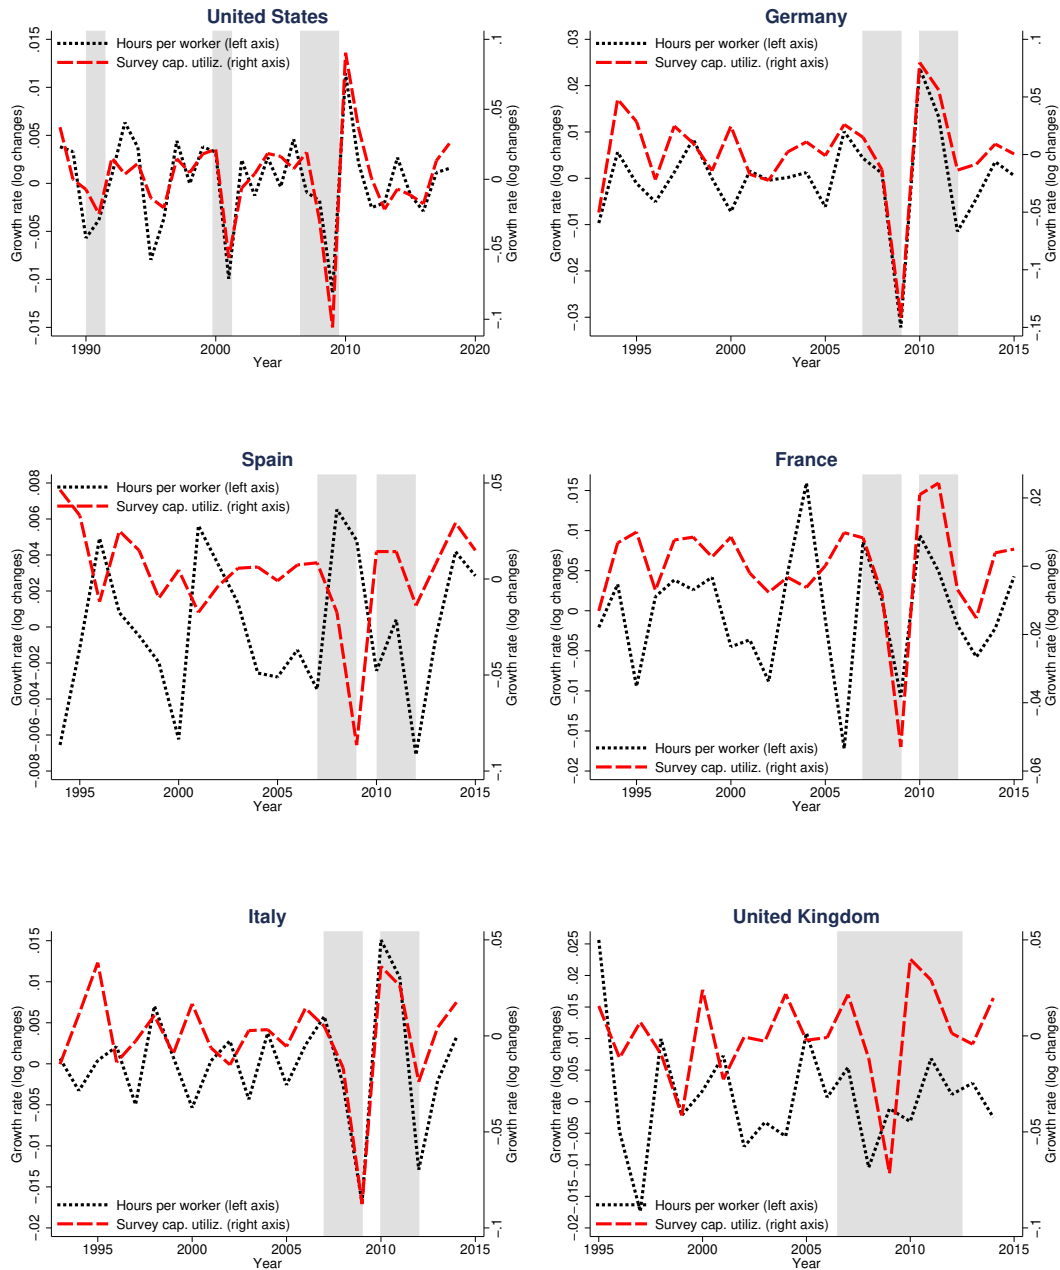 United States
Growth rate (log changes)
-.015 -.01 -.005 0 .005 .01 .015
Hours per worker (left axis)
Survey cap. utiliz. (right axis)
-.1 -.05 0 .05 .1
Growth rate (log changes)
1990 2000 2010 2020
Year
Germany
Growth rate (log changes)
-.03 -.02 -.01 0 .01 .02 .03
Hours per worker (left axis)
Survey cap. utiliz. (right axis)
-.15 -.1 -.05 0 .05 .1
Growth rate (log changes)
1995 2000 2005 2010 2015
Year
Spain
Growth rate (log changes)
-.008 -.006 -.004 -.002 0 .002 .004 .006 .008
Hours per worker (left axis)
Survey cap. utiliz. (right axis)
-.1 -.05 0 .05
Growth rate (log changes)
1995 2000 2005 2010 2015
Year
France
Growth rate (log changes)
-.02 -.015 -.01 -.005 0 .005 .01 .015
Hours per worker (left axis)
Survey cap. utiliz. (right axis)
-.06 -.04 -.02 0 .02
Growth rate (log changes)
1995 2000 2005 2010 2015
Year
Italy
Growth rate (log changes)
-.02 -.015 -.01 -.005 0 .005 .01 .015
Hours per worker (left axis)
Survey cap. utiliz. (right axis)
-.1 -.05 0 .05
Growth rate (log changes)
1995 2000 2005 2010 2015
Year
United Kingdom
Growth rate (log changes)
-.02 -.015 -.01 -.005 0 .005 .01 .015 .02 .025
Hours per worker (left axis)
Survey cap. utiliz. (right axis)
-.1 -.05 0 .05
Growth rate (log changes)
1995 2000 2005 2010 2015
Year